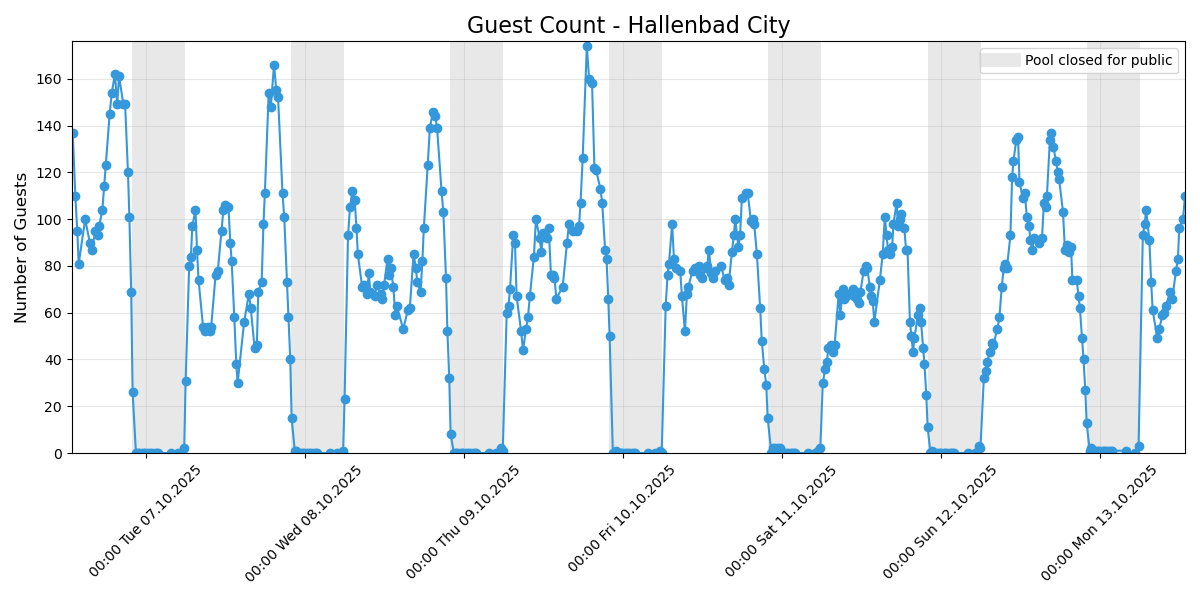 Guest Count - Hallenbad City
Pool closed for public
Number of Guests
160
140
120
100
80
60
40
20
0
00:00 Tue 07.10.2025
00:00 Wed 08.10.2025
00:00 Thu 09.10.2025
00:00 Fri 10.10.2025
00:00 Sat 11.10.2025
00:00 Sun 12.10.2025
00:00 Mon 13.10.2025